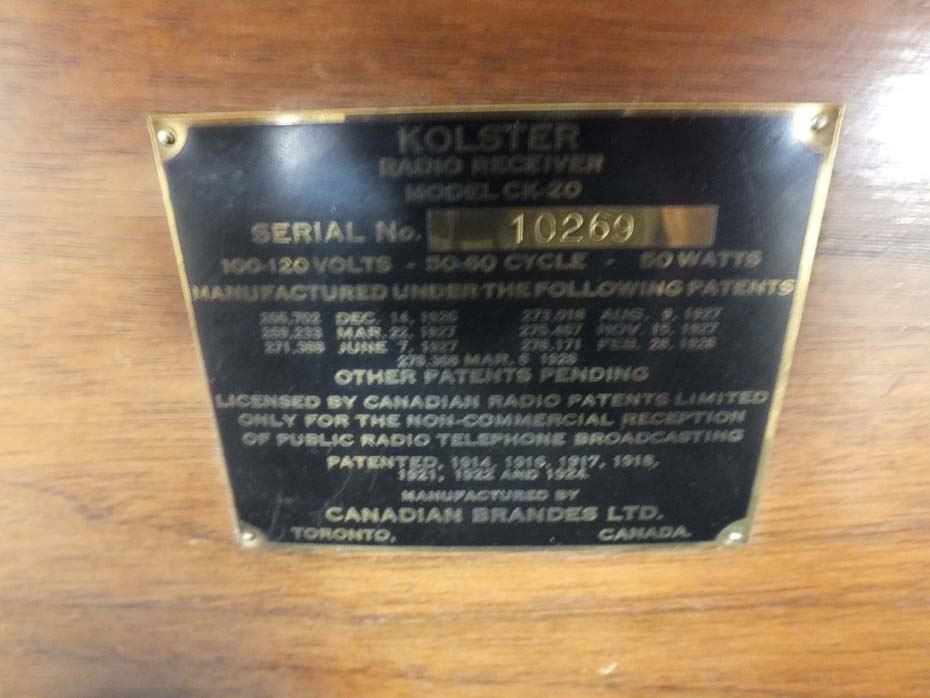 KOLSTER
RADIO RECEIVER
MODEL CK-20
SERIAL No. 10269
100-120 VOLTS - 50-60 CYCLE - 50 WATTS
MANUFACTURED UNDER THE FOLLOWING PATENTS
DEC. 14, 1926 AUG. 9, 1927
MAR. 22, 1927 NOV. 15, 1927
JUNE 7, 1927 FEB. 28, 1928
MAR. 6 1928
OTHER PATENTS PENDING
LICENSED BY CANADIAN RADIO PATENTS LIMITED
ONLY FOR THE NON-COMMERCIAL RECEPTION
OF PUBLIC RADIO TELEPHONE BROADCASTING
PATENTED, 1914, 1916, 1917, 1918,
1921, 1922 AND 1924
MANUFACTURED BY
CANADIAN BRANDES LTD.
TORONTO, CANADA